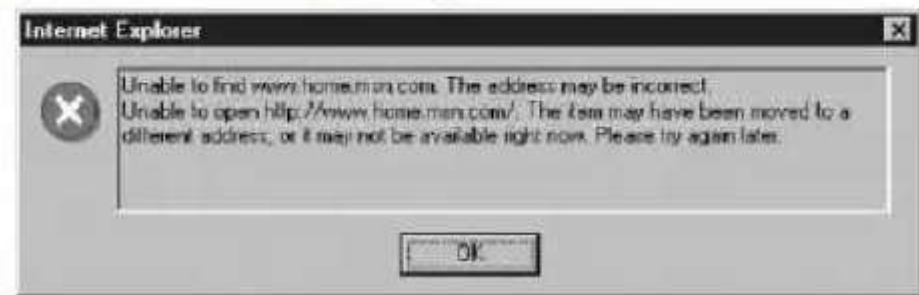 Internet Explorer
Unable to find www.home.msn.com. The address may be incorrect.
Unable to open http://www.home.msn.com/. The item may have been moved to a
different address, or it may not be available right now. Please try again later.
OK